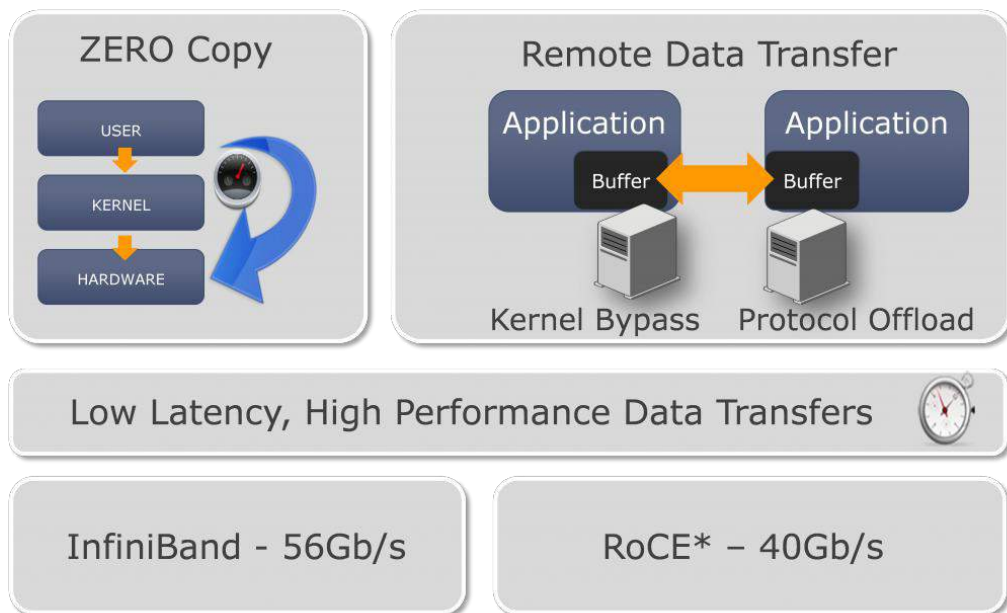 ZERO Copy
USER
KERNEL
HARDWARE
Remote Data Transfer
Application
Buffer
Application
Buffer
Kernel Bypass
Protocol Offload
Low Latency, High Performance Data Transfers
InfiniBand - 56Gb/s
RoCE* – 40Gb/s